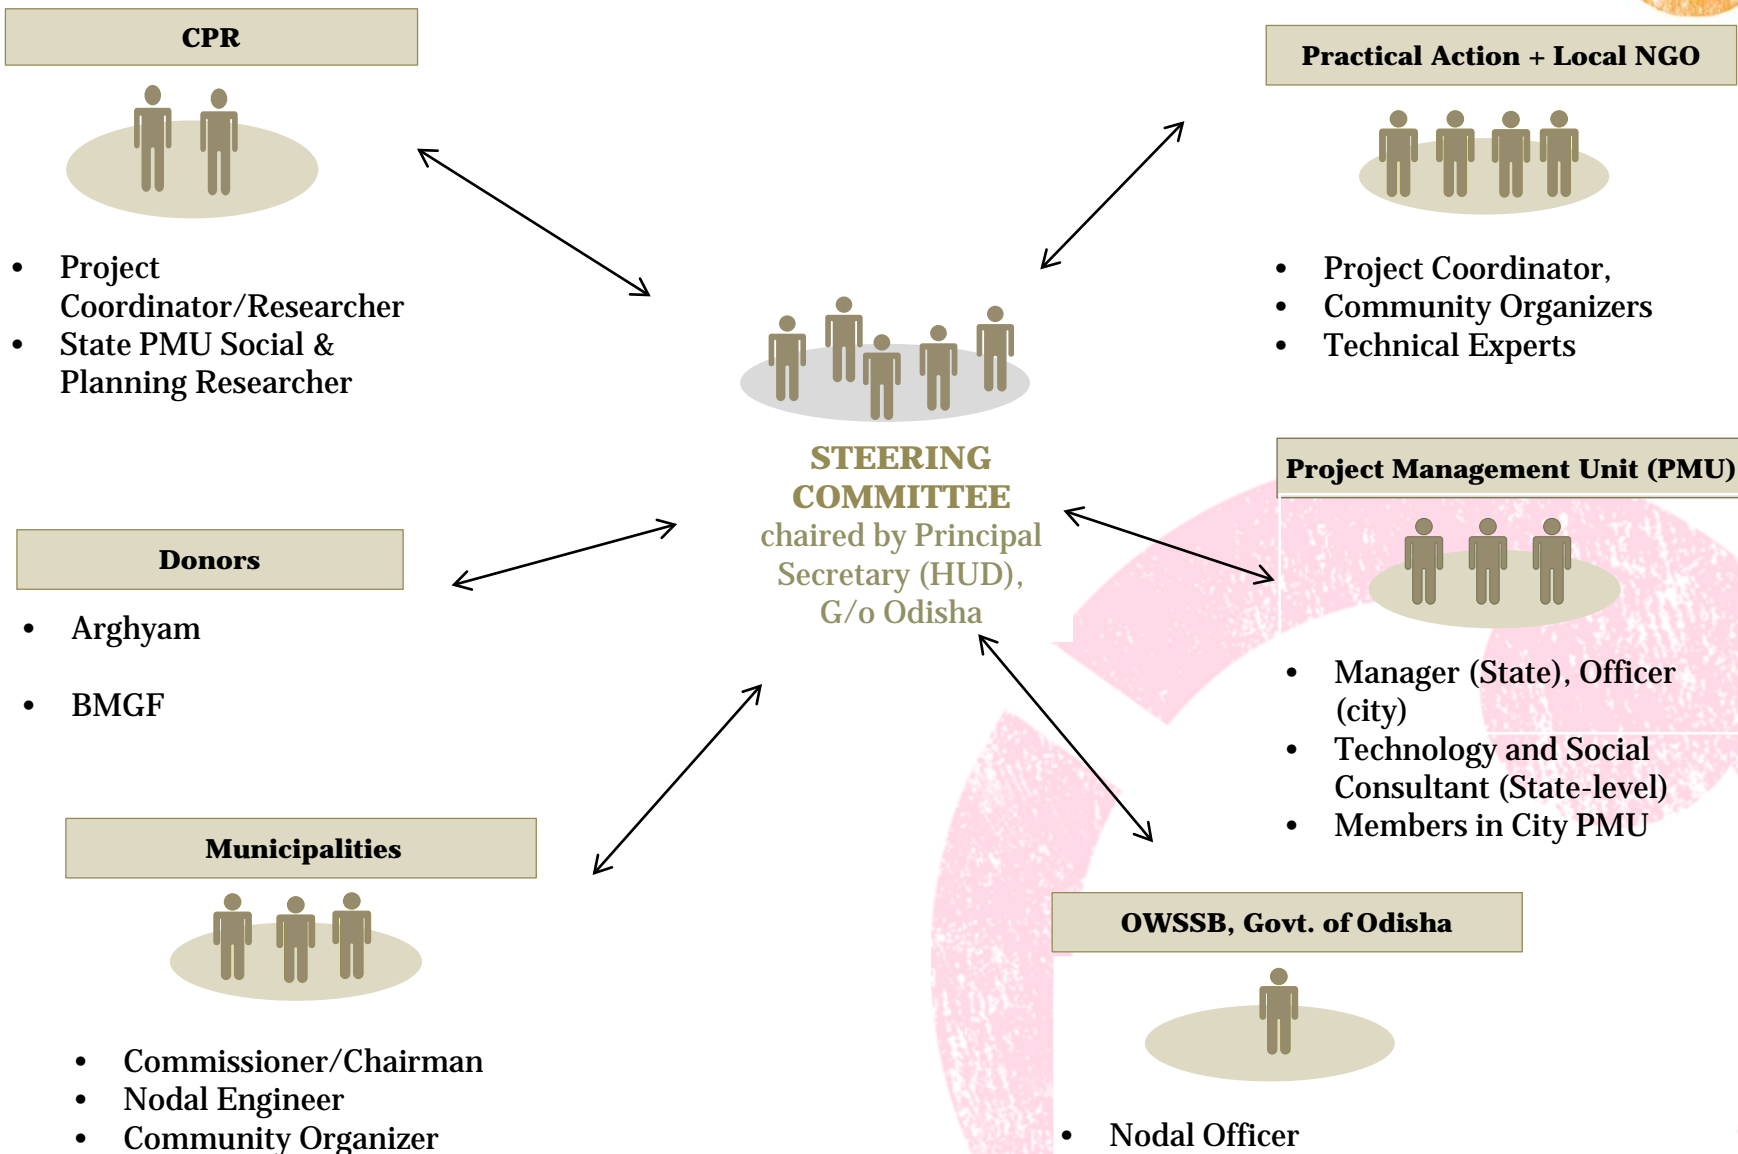 CPR
• Project
Coordinator/Researcher
• State PMU Social &
Planning Researcher
Practical Action + Local NGO
• Project Coordinator,
• Community Organizers
• Technical Experts
STEERING
COMMITTEE
chaired by Principal
Secretary (HUD),
G/o Odisha
Donors
• Arghyam
• BMGF
Project Management Unit (PMU)
• Manager (State), Officer
(city)
• Technology and Social
Consultant (State-level)
• Members in City PMU
Municipalities
• Commissioner/Chairman
• Nodal Engineer
• Community Organizer
OWSSB, Govt. of Odisha
• Nodal Officer